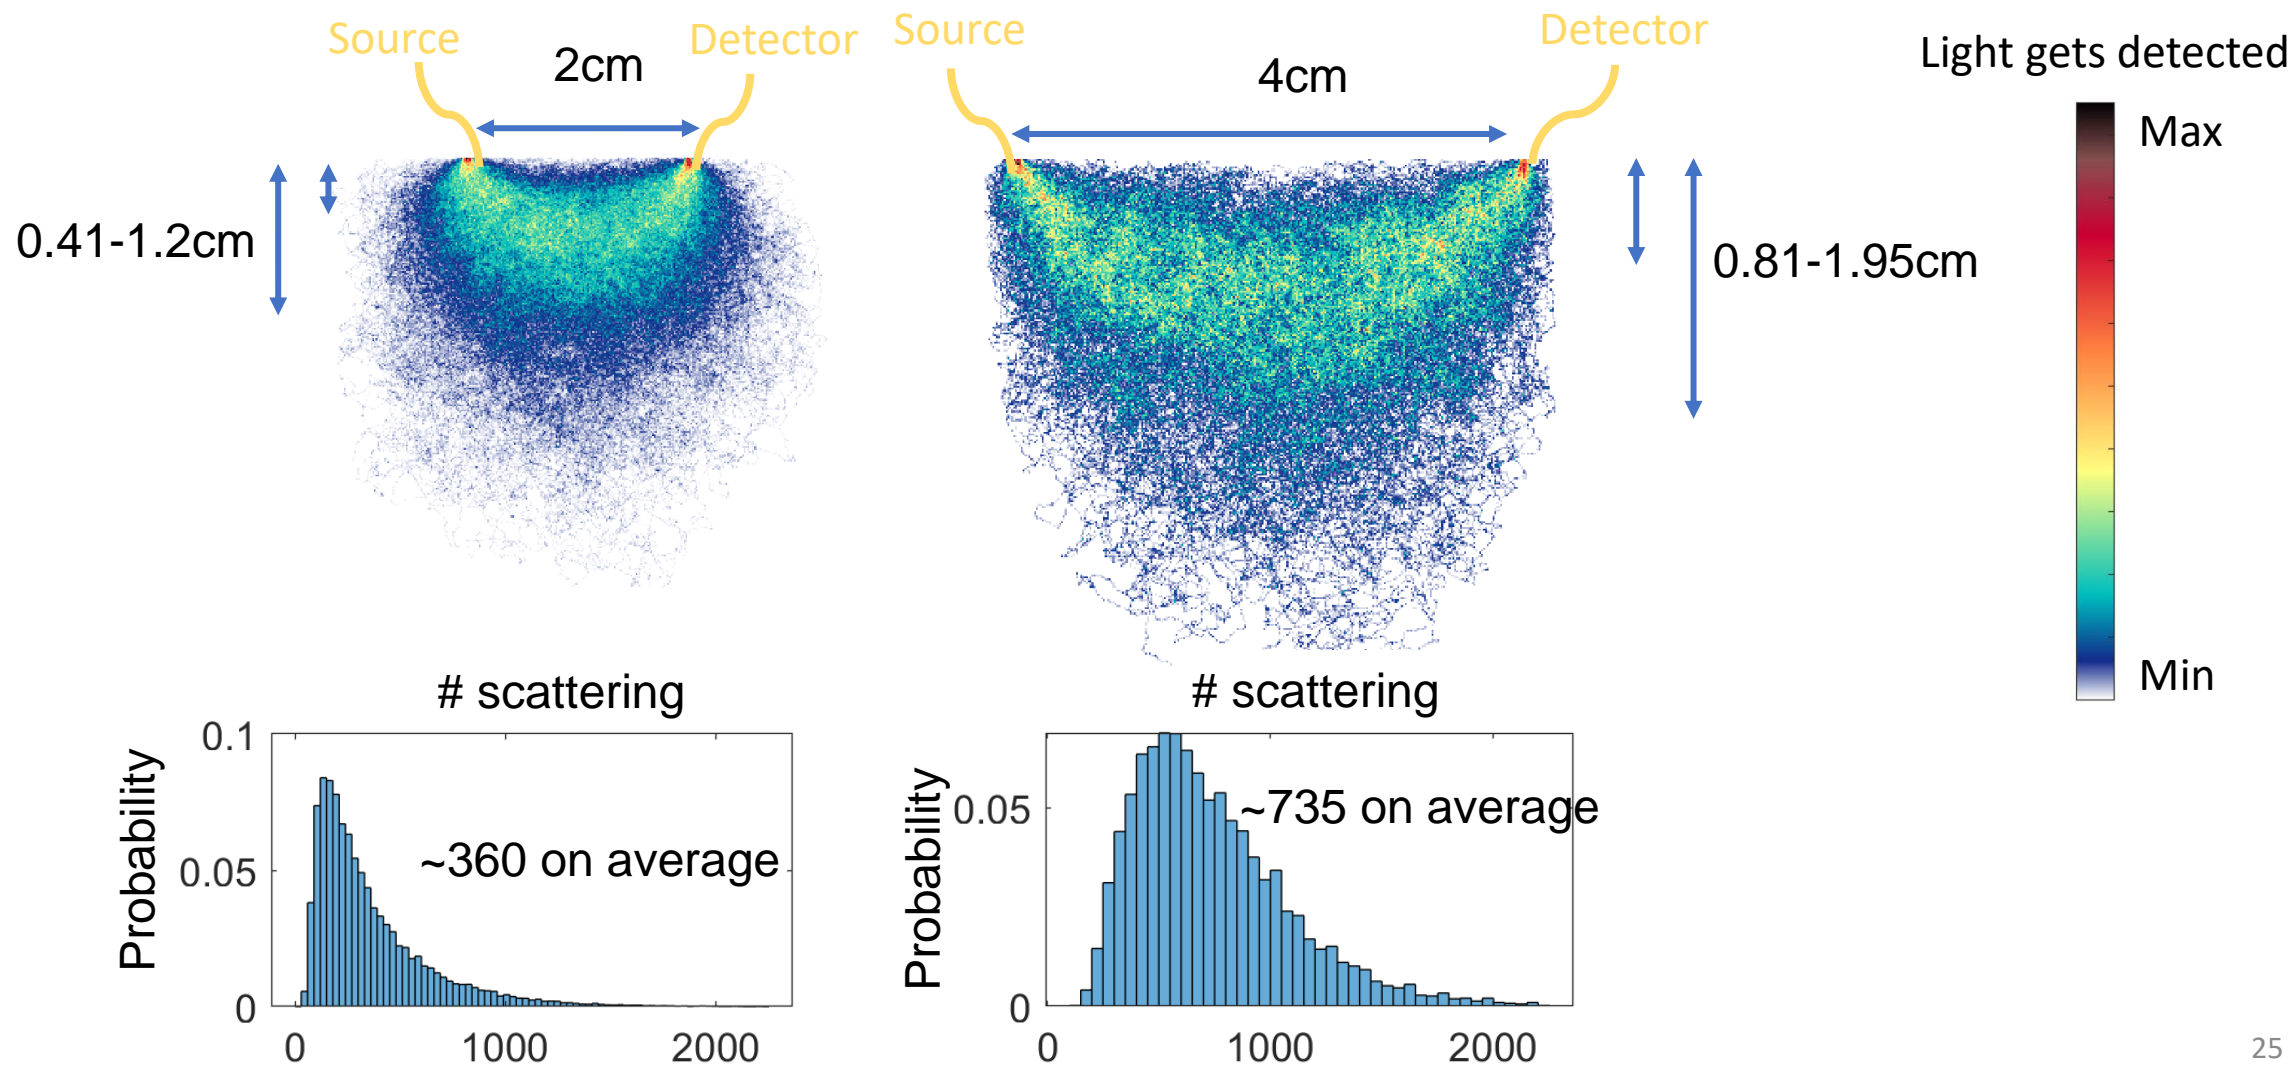 Source
2cm
Detector
0.41-1.2cm
Source
4cm
Detector
0.81-1.95cm
Light gets detected
Max
Min
# scattering
Probability
0.1
0.05
0
~360 on average
0
1000
2000
# scattering
Probability
0.05
0
~735 on average
0
1000
2000
25